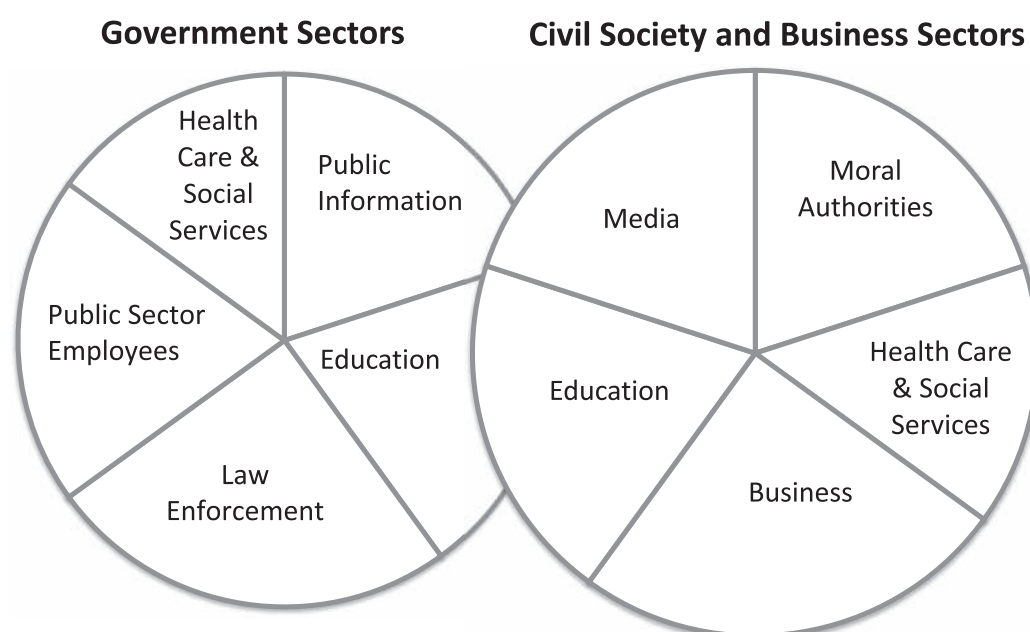 Government Sectors
Health
Care &
Social
Services
Public
Information
Public Sector
Employees
Education
Law
Enforcement
Civil Society and Business Sectors
Media
Moral
Authorities
Education
Health Care
& Social
Services
Business